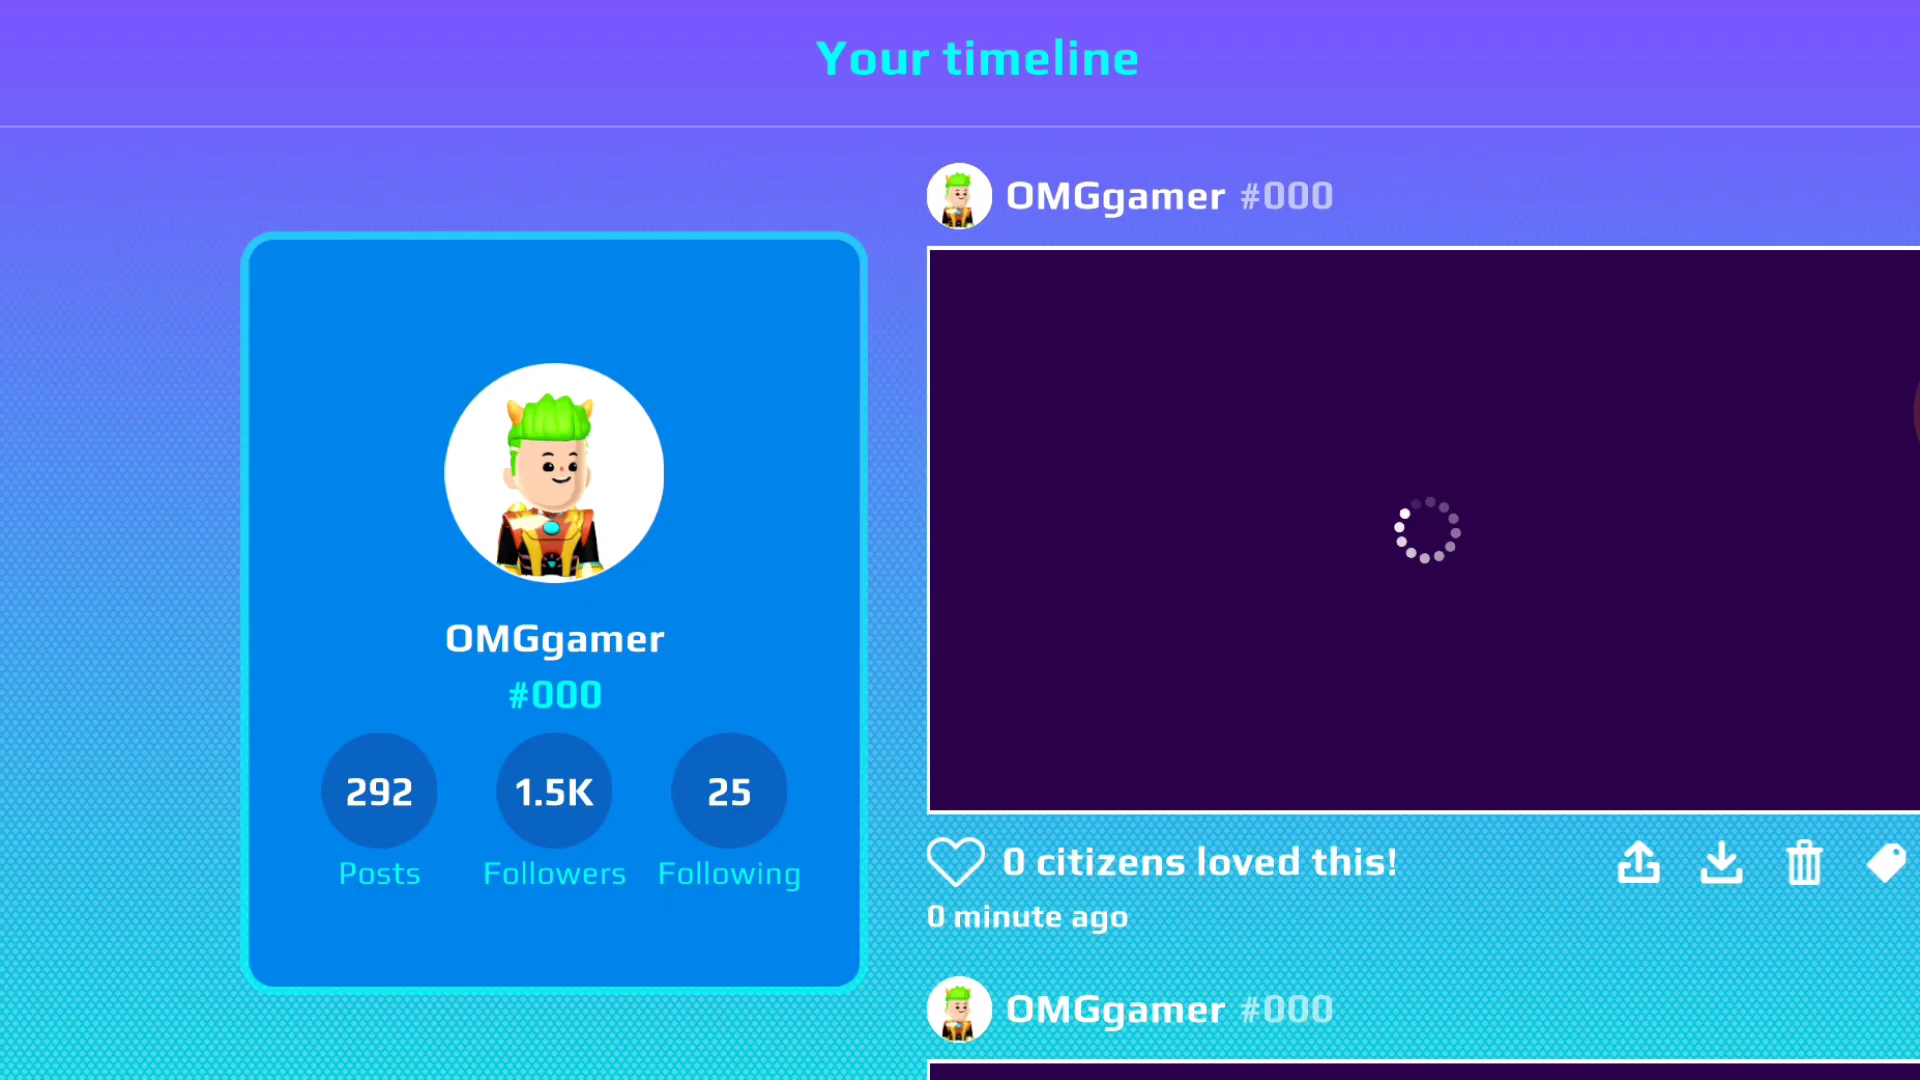 Your timeline
OMGgamer #000
OMGgamer
#000
292 1.5K 25
Posts Followers Following
0 citizens loved this!
0 minute ago
OMGgamer #000